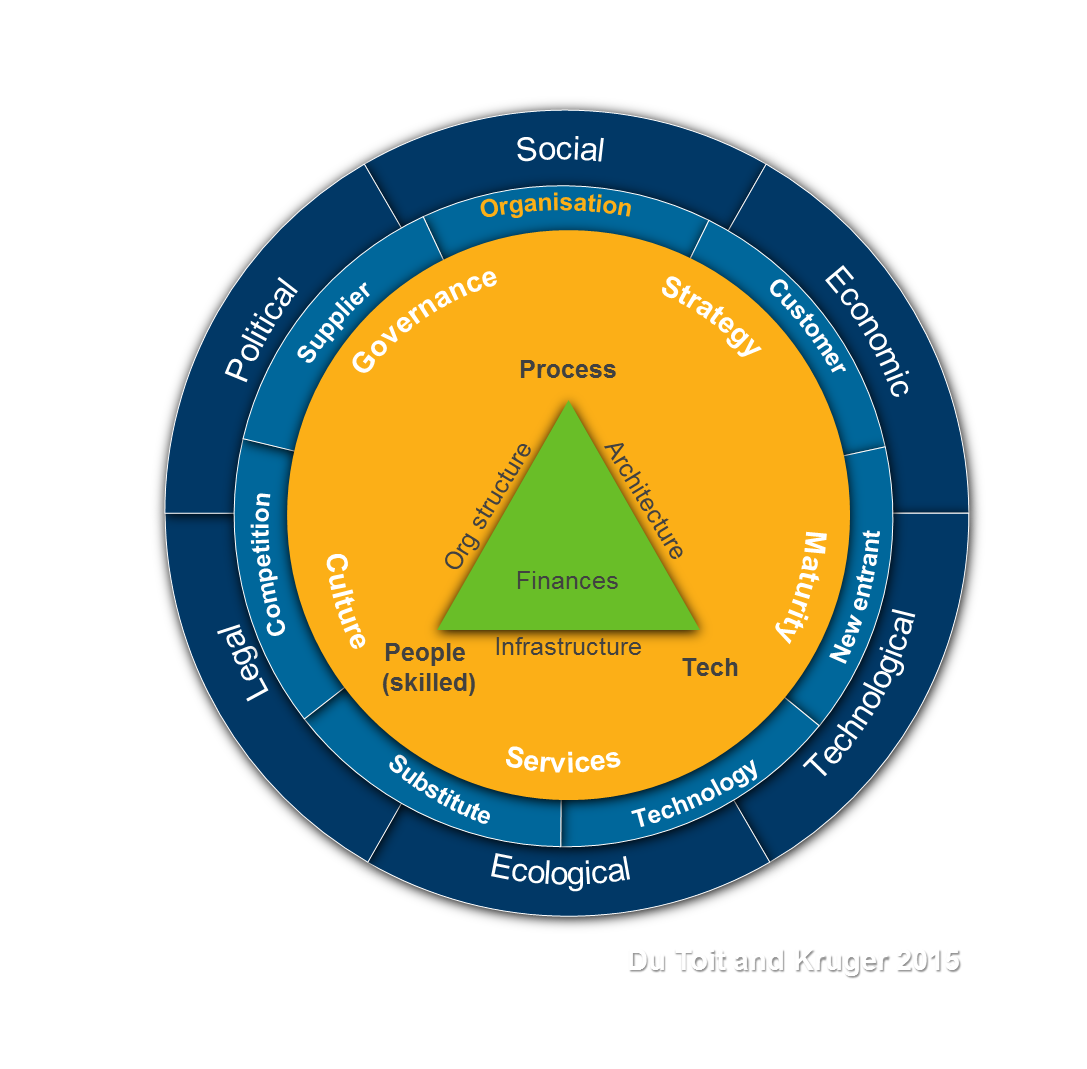 Social
Organisation
Political
Supplier
Governance
Strategy
Customer
Economic
Process
Org structure
Architecture
Competition
Culture
Finances
Maturity
New entrant
Legal
People
(skilled)
Infrastructure
Tech
Technological
Services
Substitute
Technology
Ecological
Du Toit and Kruger 2015